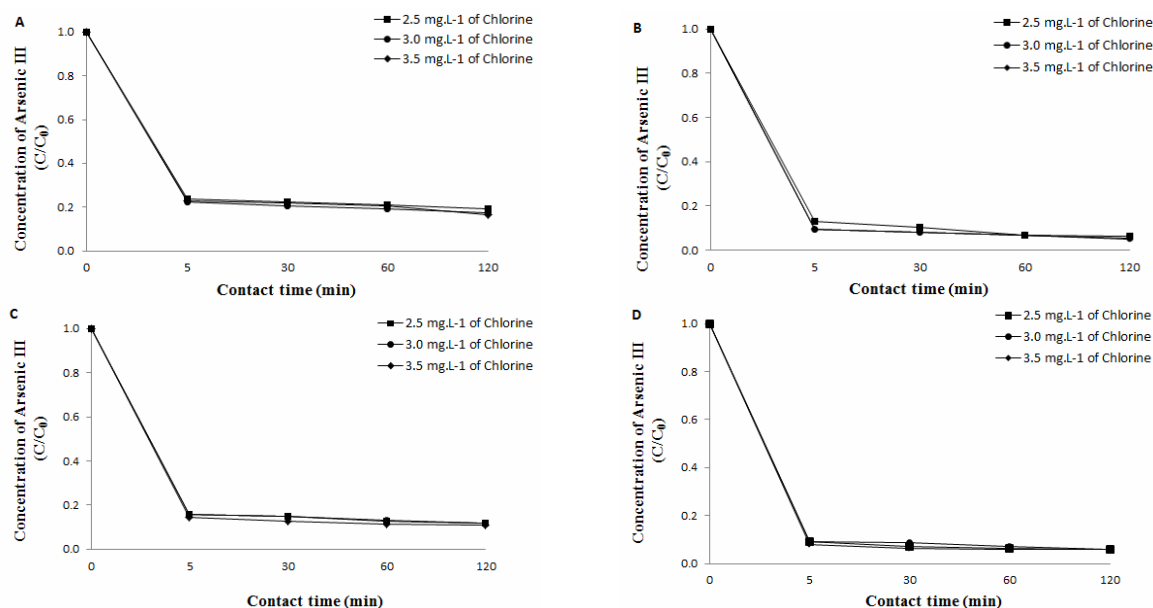 A
2.5 mg.L-1 of Chlorine
3.0 mg.L-1 of Chlorine
3.5 mg.L-1 of Chlorine
1.0
0.8
0.6
0.4
0.2
0.0
Concentration of Arsenic III
(C/C0)
0 5 30 60 120
Contact time (min)
B
2.5 mg.L-1 of Chlorine
3.0 mg.L-1 of Chlorine
3.5 mg.L-1 of Chlorine
1.0
0.8
0.6
0.4
0.2
0.0
Concentration of Arsenic III
(C/C0)
0 5 30 60 120
Contact time (min)
C
2.5 mg.L-1 of Chlorine
3.0 mg.L-1 of Chlorine
3.5 mg.L-1 of Chlorine
1.0
0.8
0.6
0.4
0.2
0.0
Concentration of Arsenic III
(C/C0)
0 5 30 60 120
Contact time (min)
D
2.5 mg.L-1 of Chlorine
3.0 mg.L-1 of Chlorine
3.5 mg.L-1 of Chlorine
1.0
0.8
0.6
0.4
0.2
0.0
Concentration of Arsenic III
(C/C0)
0 5 30 60 120
Contact time (min)